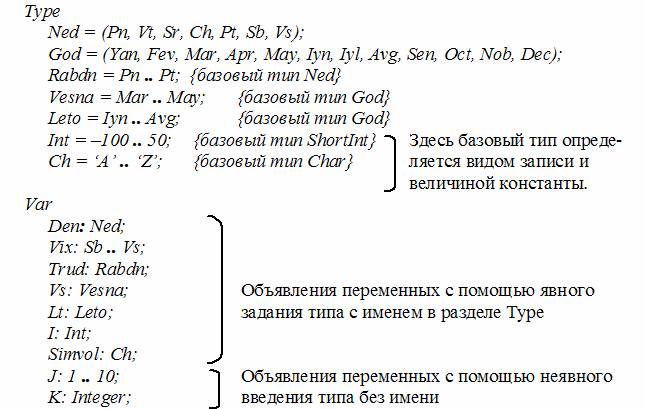 Type
Ned = (Pn, Vt, Sr, Ch, Pt, Sb, Vs);
God = (Yan, Fev, Mar, Apr, May, Iyn, Iyl, Avg, Sen, Oct, Nob, Dec);
Rabdn = Pn .. Pt; {базовый тип Ned}
Vesna = Mar .. May; {базовый тип God}
Leto = Iyn .. Avg; {базовый тип God}
Int = –100 .. 50; {базовый тип ShortInt}
Ch = ‘A’ .. ‘Z’; {базовый тип Char}
Здесь базовый тип опреде-
ляется видом записи и
величиной константы.
Var
Den: Ned;
Vix: Sb .. Vs;
Trud: Rabdn;
Vs: Vesna;
Lt: Leto;
I: Int;
Simvol: Ch;
Объявления переменных с помощью явного
задания типа с именем в разделе Type
J: 1 .. 10;
K: Integer;
Объявления переменных с помощью неявного
введения типа без имени